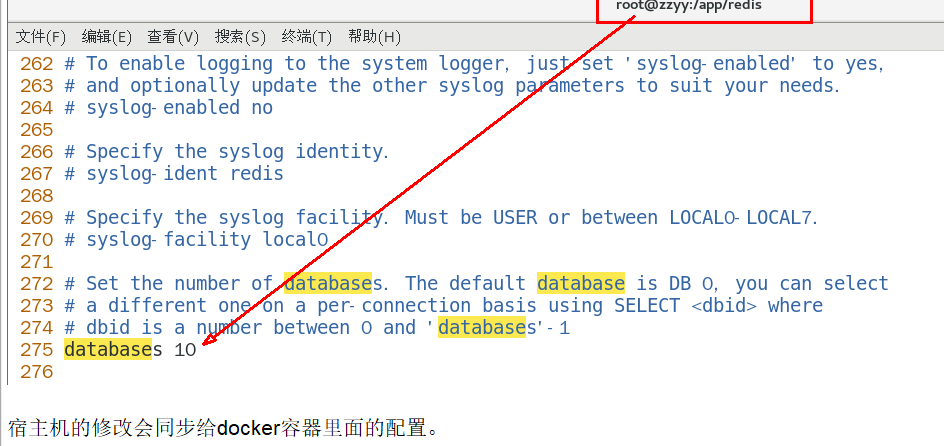 root@zzyy:/app/redis
文件(F) 编辑(E) 查看(V) 搜索(S) 终端(T) 帮助(H)
262 # To enable logging to the system logger, just set 'syslog-enabled' to yes,
263 # and optionally update the other syslog parameters to suit your needs.
264 # syslog-enabled no
265
266 # Specify the syslog identity.
267 # syslog-ident redis
268
269 # Specify the syslog facility. Must be USER or between LOCAL0-LOCAL7.
270 # syslog-facility local0
271
272 # Set the number of databases. The default database is DB 0, you can select
273 # a different one on a per-connection basis using SELECT <dbid> where
274 # dbid is a number between 0 and 'databases'-1
275 databases 10
276
宿主机的修改会同步给docker容器里面的配置。